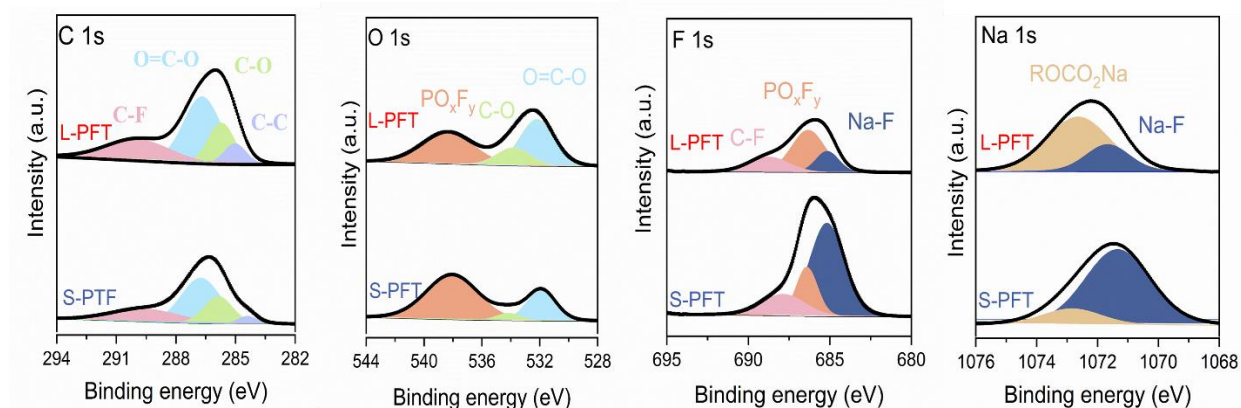 C 1s
O=C-O
C-O
C-F
C-C
L-PFT
S-PTF
Intensity (a.u.)
294 291 288 285 282
Binding energy (eV)
O 1s
O=C-O
POxFy
C-O
L-PFT
S-PFT
Intensity (a.u.)
544 540 536 532 528
Binding energy (eV)
F 1s
POxFy
C-F
Na-F
L-PFT
S-PFT
Intensity (a.u.)
695 690 685 680
Binding energy (eV)
Na 1s
ROCO2Na
Na-F
L-PFT
S-PFT
Intensity (a.u.)
1076 1074 1072 1070 1068
Binding energy (eV)